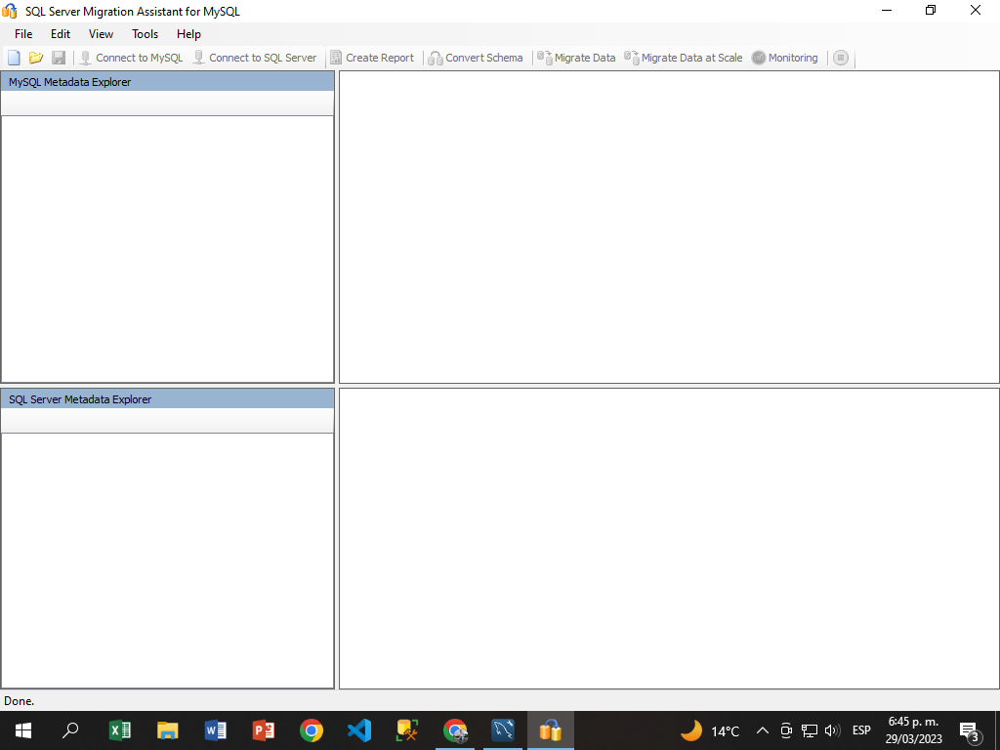 SQL Server Migration Assistant for MySQL
File Edit View Tools Help
Connect to MySQL Connect to SQL Server Create Report Convert Schema Migrate Data Migrate Data at Scale Monitoring
MySQL Metadata Explorer
SQL Server Metadata Explorer
Done.
14°C
ESP
6:45 p. m.
29/03/2023
3